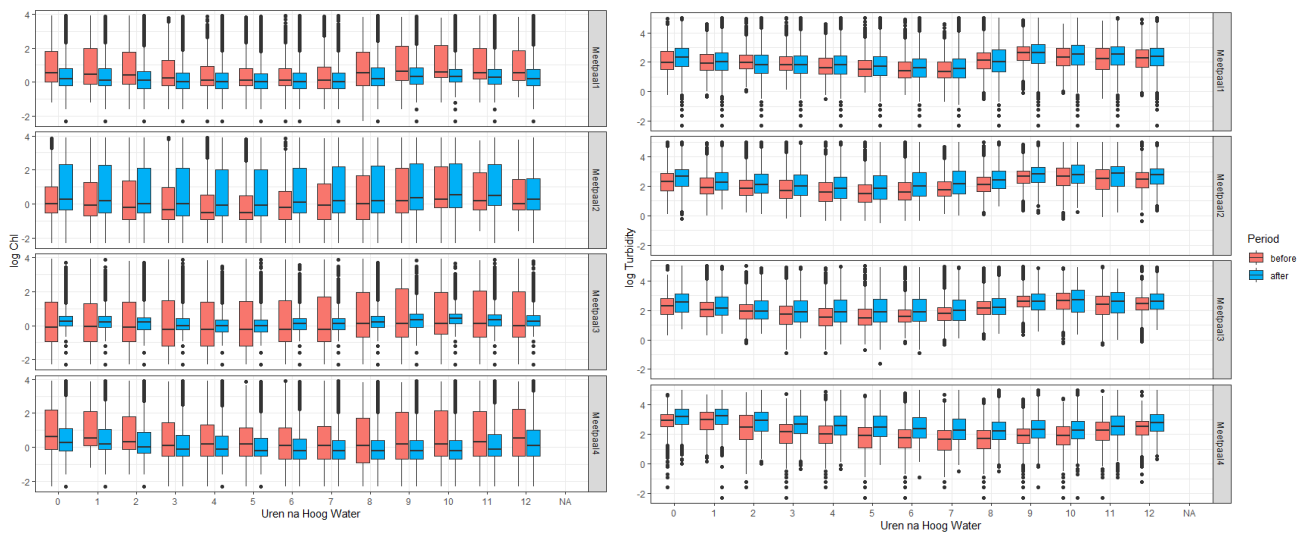 4
2
0
-2
Meetpaal1
4
2
0
-2
Meetpaal2
4
2
0
-2
Meetpaal3
4
2
0
-2
Meetpaal4
log Chl
0 1 2 3 4 5 6 7 8 9 10 11 12 NA
Uren na Hoog Water
4
2
0
-2
Meetpaal1
4
2
0
-2
Meetpaal2
4
2
0
-2
Meetpaal3
4
2
0
-2
Meetpaal4
log Turbidity
0 1 2 3 4 5 6 7 8 9 10 11 12 NA
Uren na Hoog Water
Period
before
after